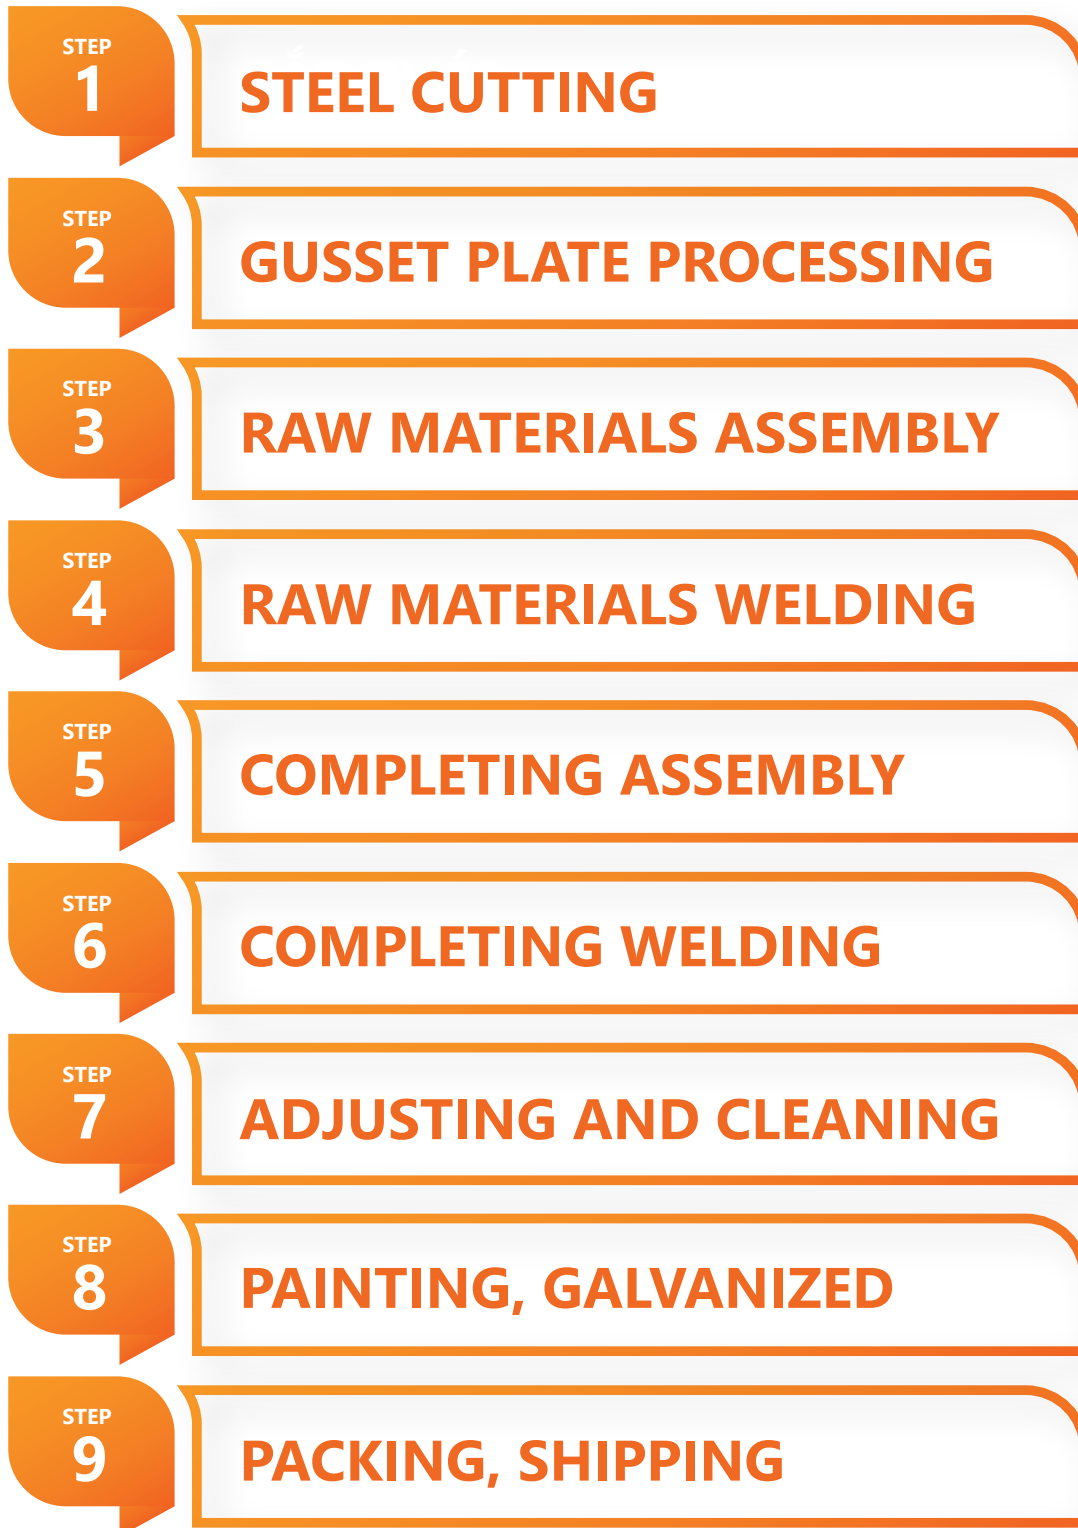 STEP
1
STEEL CUTTING
STEP
2
GUSSET PLATE PROCESSING
STEP
3
RAW MATERIALS ASSEMBLY
STEP
4
RAW MATERIALS WELDING
STEP
5
COMPLETING ASSEMBLY
STEP
6
COMPLETING WELDING
STEP
7
ADJUSTING AND CLEANING
STEP
8
PAINTING, GALVANIZED
STEP
9
PACKING, SHIPPING